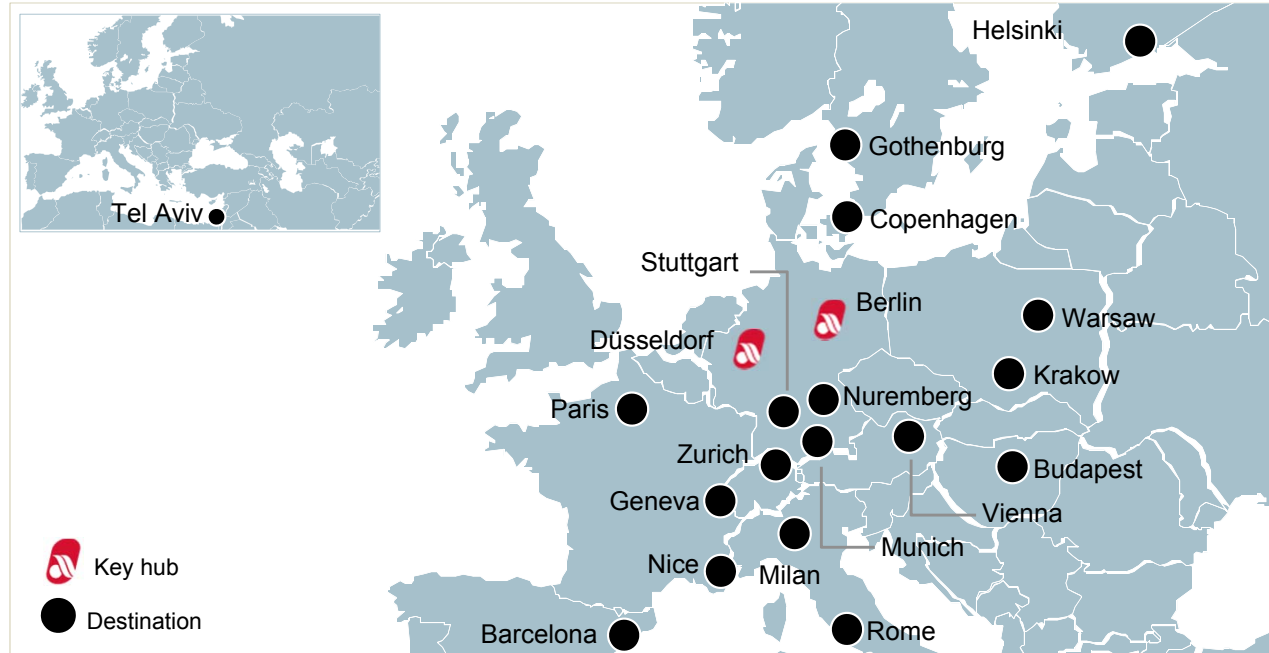 Helsinki
Gothenburg
Tel Aviv
Copenhagen
Stuttgart
Berlin
Warsaw
Düsseldorf
Krakow
Nuremberg
Paris
Zurich
Budapest
Geneva
Vienna
Munich
Key hub
Nice
Milan
Destination
Barcelona
Rome